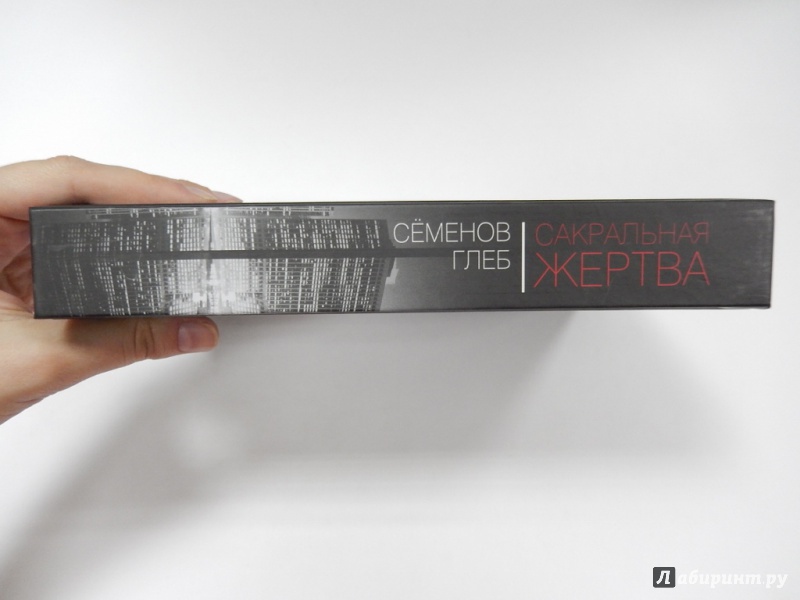 СЁМЕНОВ
ГЛЕБ
САКРАЛЬНАЯ
ЖЕРТВА
Лабиринт.ру